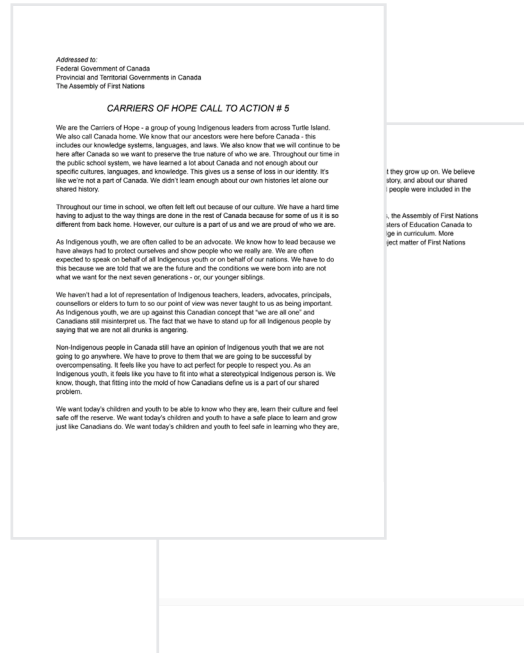 Addressed to:
Federal Government of Canada
Provincial and Territorial Governments in Canada
The Assembly of First Nations
CARRIERS OF HOPE CALL TO ACTION # 5
We are the Carriers of Hope - a group of young Indigenous leaders from across Turtle Island.
We also call Canada home. We know that our ancestors were here before Canada - this
includes our knowledge systems, languages, and laws. We also know that we will continue to be
here after Canada so we want to preserve the true nature of who we are. Throughout our time in
the public school system, we have learned a lot about Canada and not enough about our
specific cultures, languages, and knowledge. This gives us a sense of loss in our identity. It's
like we're not a part of Canada. We didn't learn enough about our own histories let alone our
shared history.
Throughout our time in school, we often felt left out because of our culture. We have a hard time
having to adjust to the way things are done in the rest of Canada because for some of us it is so
different from back home. However, our culture is a part of us and we are proud of who we are.
As Indigenous youth, we are often called to be an advocate. We know how to lead because we
have always had to protect ourselves and show people who we really are. We are often
expected to speak on behalf of all Indigenous youth or on behalf of our nations. We have to do
this because we are told that we are the future and the conditions we were born into are not
what we want for the next seven generations - or, our younger siblings.
We haven't had a lot of representation of Indigenous teachers, leaders, advocates, principals,
counsellors or elders to turn to so our point of view was never taught to us as being important.
As Indigenous youth, we are up against this Canadian concept that “we are all one” and
Canadians still misinterpret us. The fact that we have to stand up for all Indigenous people by
saying that we are not all drunks is angering.
Non-Indigenous people in Canada still have an opinion of Indigenous youth that we are not
going to go anywhere. We have to prove to them that we are going to be successful by
overcompensating. It feels like you have to act perfect for people to respect you. As an
Indigenous youth, it feels like you have to fit into what a stereotypical Indigenous person is. We
know, though, that fitting into the mold of how Canadians define us is a part of our shared
problem.
We want today's children and youth to be able to know who they are, learn their culture and feel
safe off the reserve. We want today's children and youth to have a safe place to learn and grow
just like Canadians do. We want today's children and youth to feel safe in learning who they are,
they grow up on. We believe
story, and about our shared
people were included in the
, the Assembly of First Nations
sters of Education Canada to
ge in curriculum. More
ject matter of First Nations